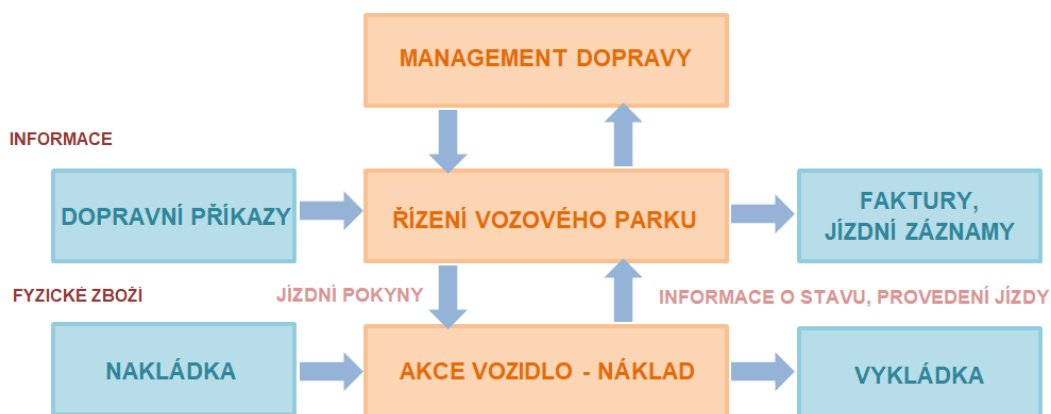 MANAGEMENT DOPRAVY
INFORMACE
DOPRAVNÍ PŘÍKAZY
ŘÍZENÍ VOZOVÉHO PARKU
FAKTURY,
JÍZDNÍ ZÁZNAMY
FYZICKÉ ZBOŽÍ
JÍZDNÍ POKYNY
INFORMACE O STAVU, PROVEDENÍ JÍZDY
NAKLÁDKA
AKCE VOZIDLO - NÁKLAD
VYKLÁDKA